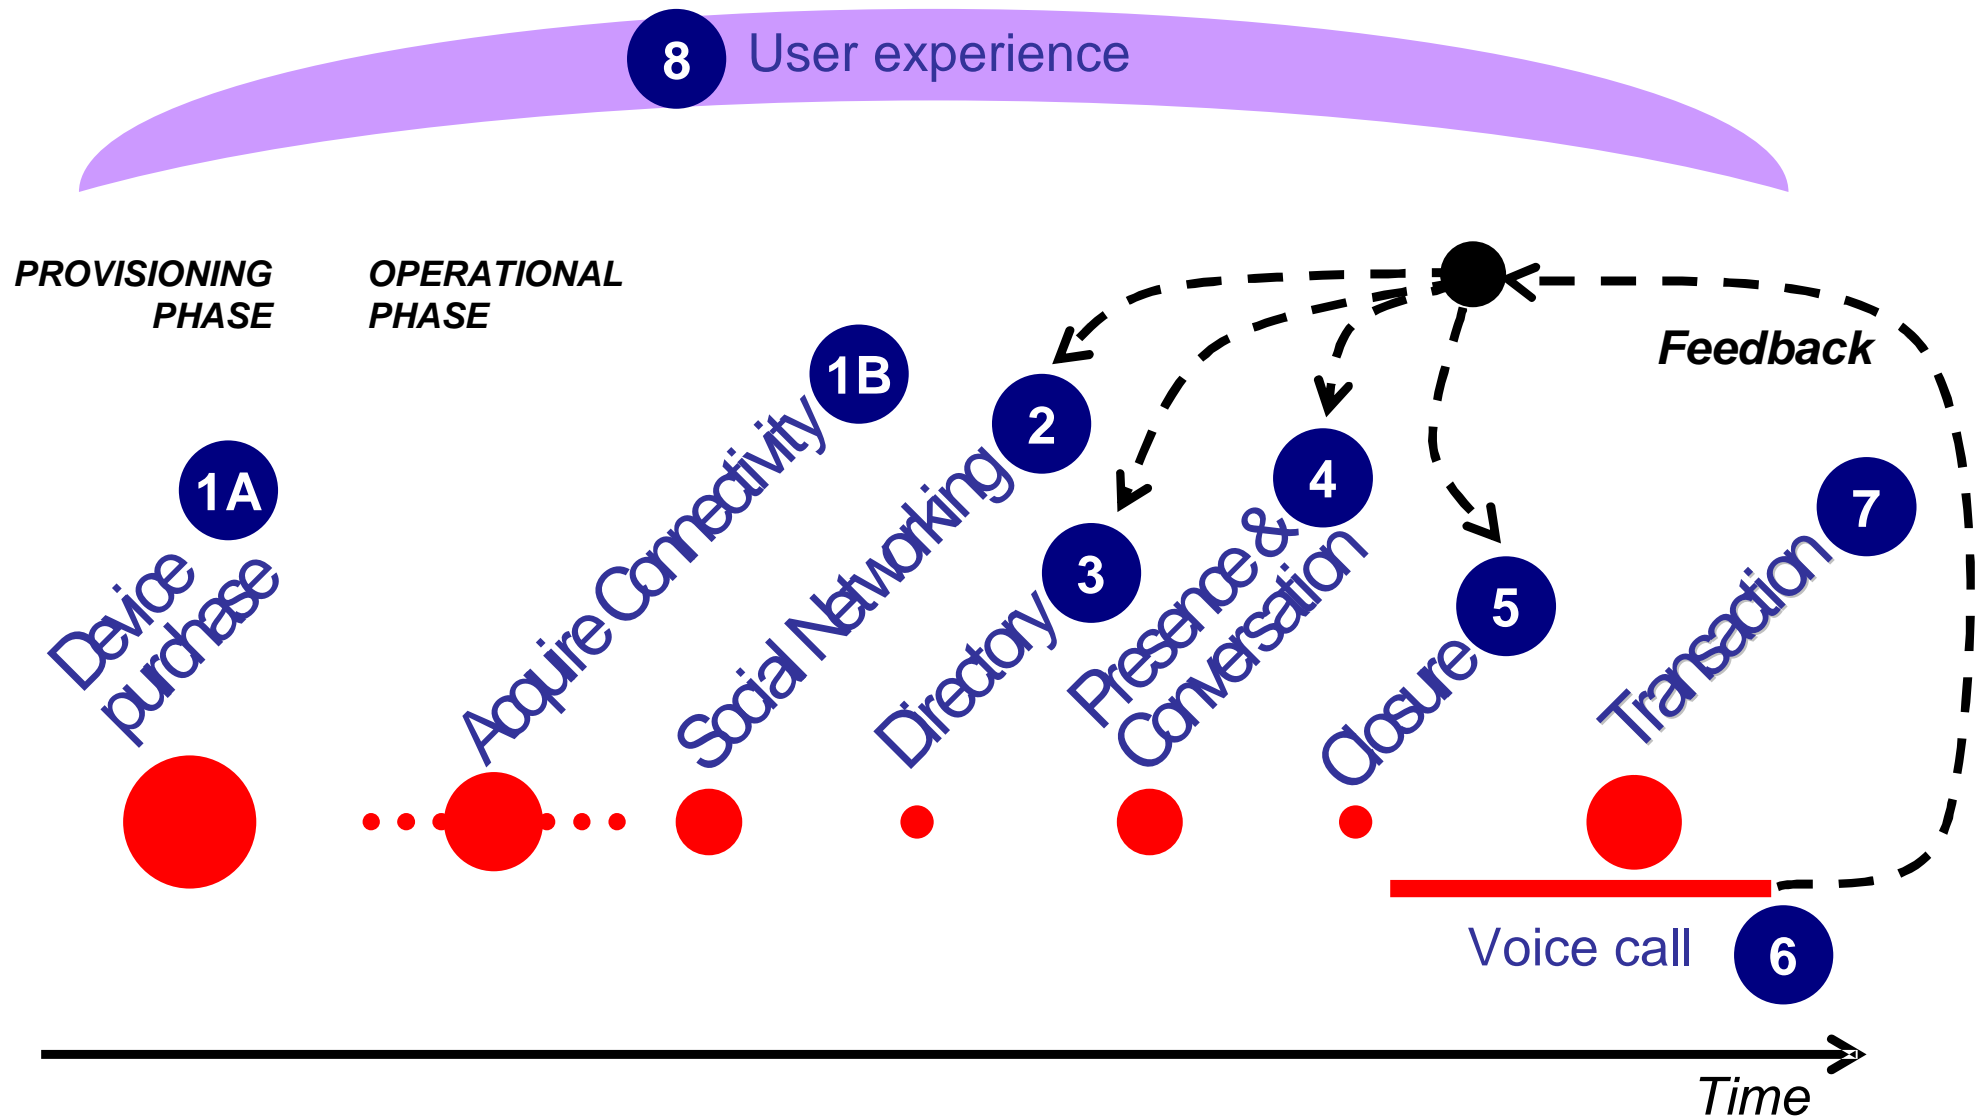 8 User experience
PROVISIONING
PHASE
OPERATIONAL
PHASE
Feedback
1A
Device
purchase
1B
Acquire Connectivity
2
Social Networking
3
Directory
4
Presence &
Conversation
5
Closure
7
Transaction
Voice call 6
Time